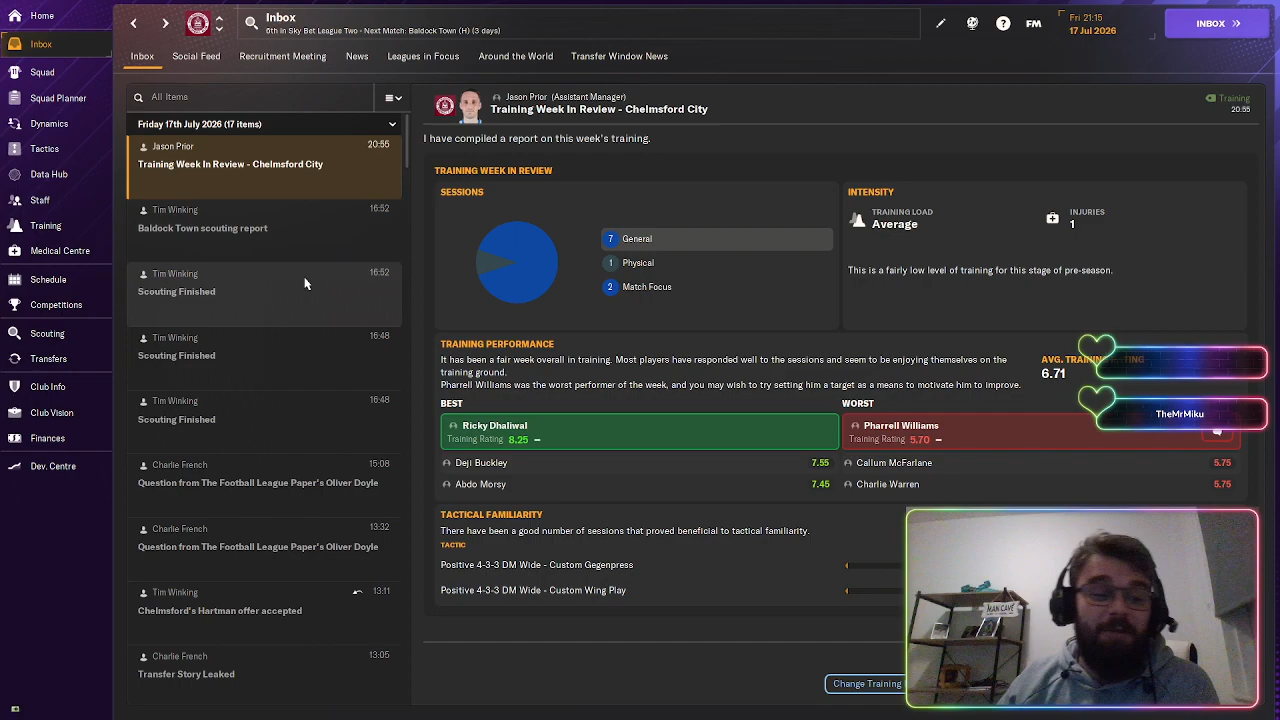 Home
Inbox
Squad
Squad Planner
Dynamics
Tactics
Data Hub
Staff
Training
Medical Centre
Schedule
Competitions
Scouting
Transfers
Club Info
Club Vision
Finances
Dev. Centre
Inbox
8th in Sky Bet League Two - Next Match: Baldock Town (H) (3 days)
FM
Fri 21:15
17 Jul 2026
INBOX
Inbox
Social Feed
Recruitment Meeting
News
Leagues in Focus
Around the World
Transfer Window News
All Items
Friday 17th July 2026 (17 items)
Jason Prior 20:55
Training Week In Review - Chelmsford City
Tim Winking 16:52
Baldock Town scouting report
Tim Winking 16:52
Scouting Finished
Tim Winking 16:48
Scouting Finished
Tim Winking 16:48
Scouting Finished
Charlie French 15:08
Question from The Football League Paper's Oliver Doyle
Charlie French 13:32
Question from The Football League Paper's Oliver Doyle
Tim Winking 13:11
Chelmsford's Hartman offer accepted
Charlie French 13:05
Transfer Story Leaked
Jason Prior (Assistant Manager)
Training Week In Review - Chelmsford City
Training
20:55
I have compiled a report on this week's training.
TRAINING WEEK IN REVIEW
SESSIONS
7 General
1 Physical
2 Match Focus
INTENSITY
TRAINING LOAD
Average
INJURIES
1
This is a fairly low level of training for this stage of pre-season.
TRAINING PERFORMANCE
It has been a fair week overall in training. Most players have responded well to the sessions and seem to be enjoying themselves on the
training ground.
Pharrell Williams was the worst performer of the week, and you may wish to try setting him a target as a means to motivate him to improve.
6.71
BEST
Ricky Dhaliwal
Training Rating 8.25 –
Deji Buckley 7.55
Abdo Morsy 7.45
WORST
Pharrell Williams
Training Rating 5.70 –
Callum McFarlane 5.75
Charlie Warren 5.75
TheMrMiku
TACTICAL FAMILIARITY
There have been a good number of sessions that proved beneficial to tactical familiarity.
TACTIC
Positive 4-3-3 DM Wide - Custom Gegenpress
Positive 4-3-3 DM Wide - Custom Wing Play
Change Training
MAN CAVE